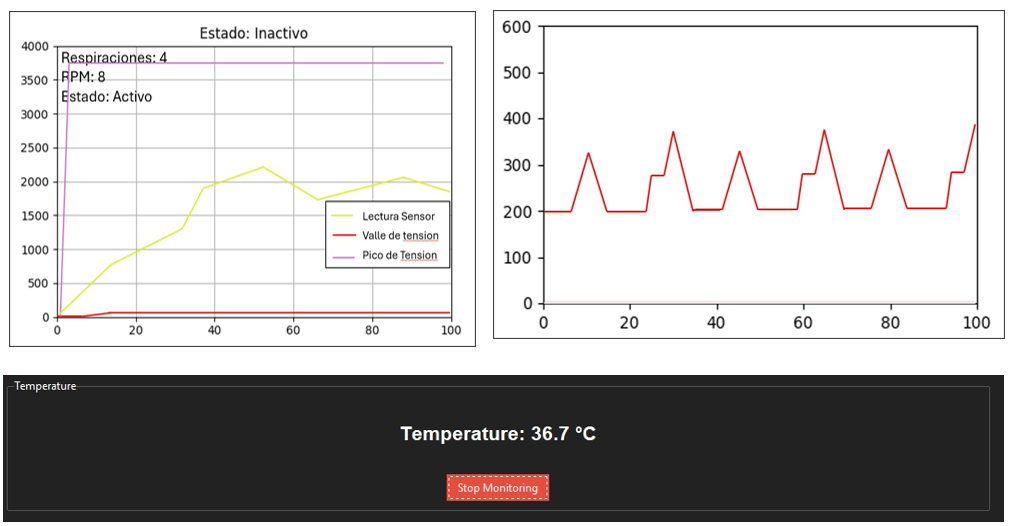 Estado: Inactivo
4000
3500
3000
2500
2000
1500
1000
500
0
Respiraciones: 4
RPM: 8
Estado: Activo
Lectura Sensor
Valle de tension
Pico de Tension
0 20 40 60 80 100
600
500
400
300
200
100
0
0 20 40 60 80 100
Temperature
Temperature: 36.7 °C
Stop Monitoring